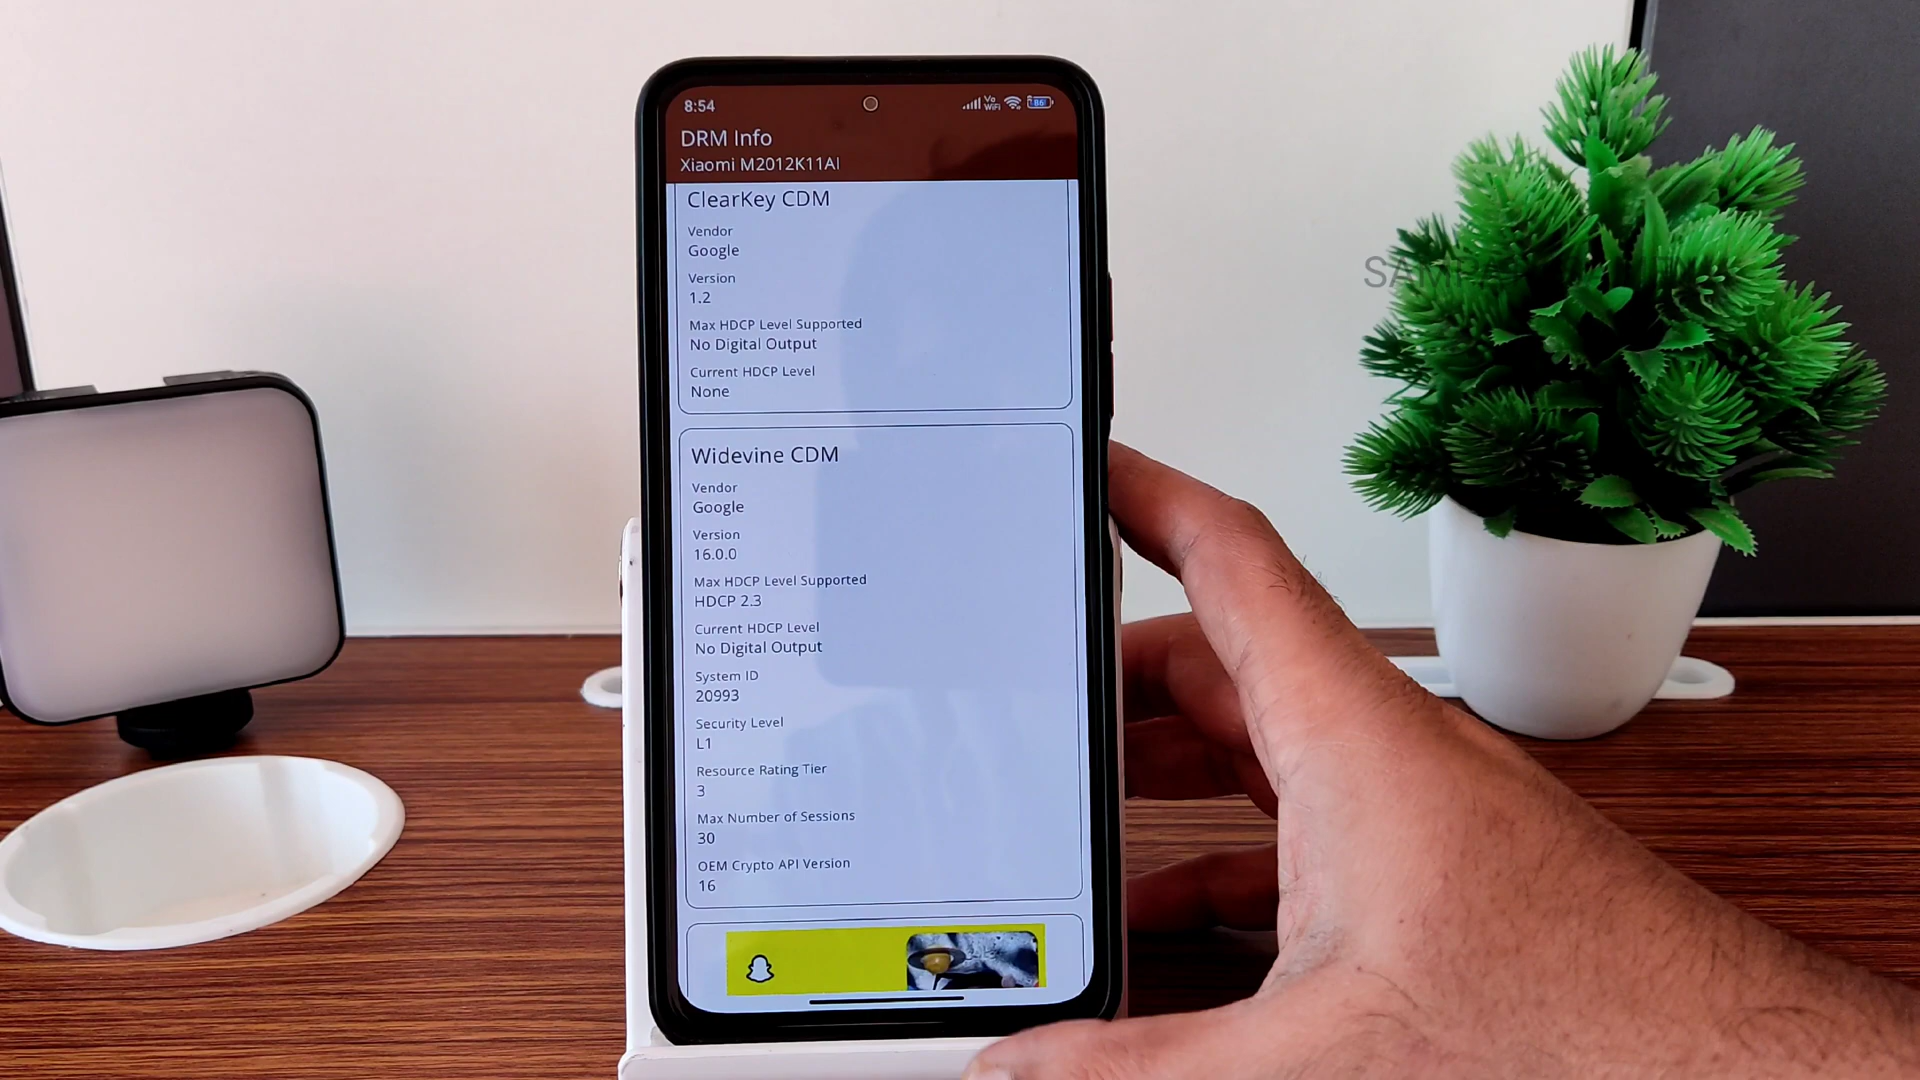 8:54
Vo
WiFi
86
DRM Info
Xiaomi M2012K11AI
ClearKey CDM
Vendor
Google
Version
1.2
Max HDCP Level Supported
No Digital Output
Current HDCP Level
None
Widevine CDM
Vendor
Google
Version
16.0.0
Max HDCP Level Supported
HDCP 2.3
Current HDCP Level
No Digital Output
System ID
20993
Security Level
L1
Resource Rating Tier
3
Max Number of Sessions
30
OEM Crypto API Version
16